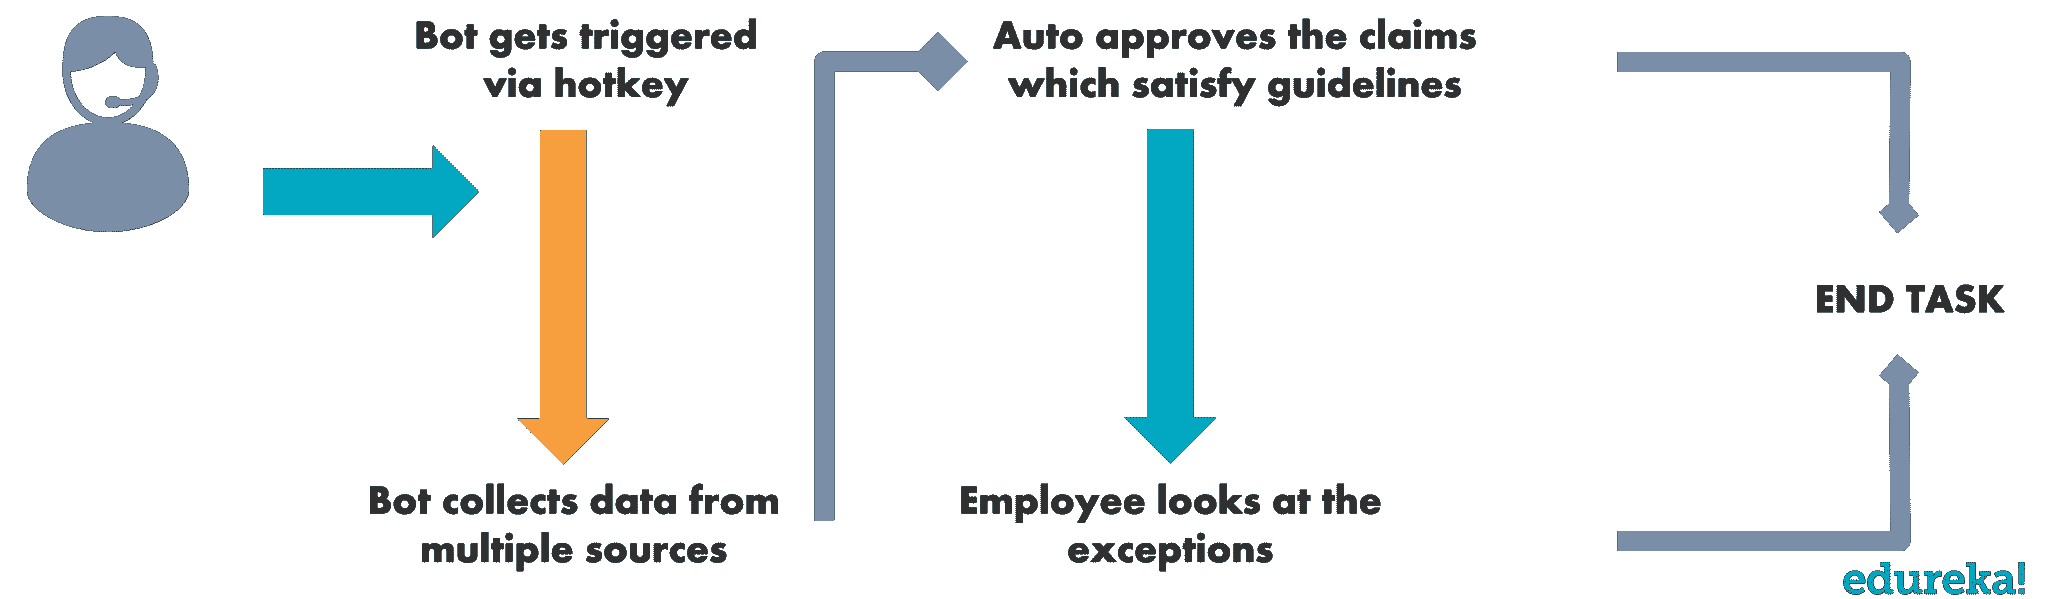 Bot gets triggered
via hotkey
Bot collects data from
multiple sources
Auto approves the claims
which satisfy guidelines
Employee looks at the
exceptions
END TASK
edureka!